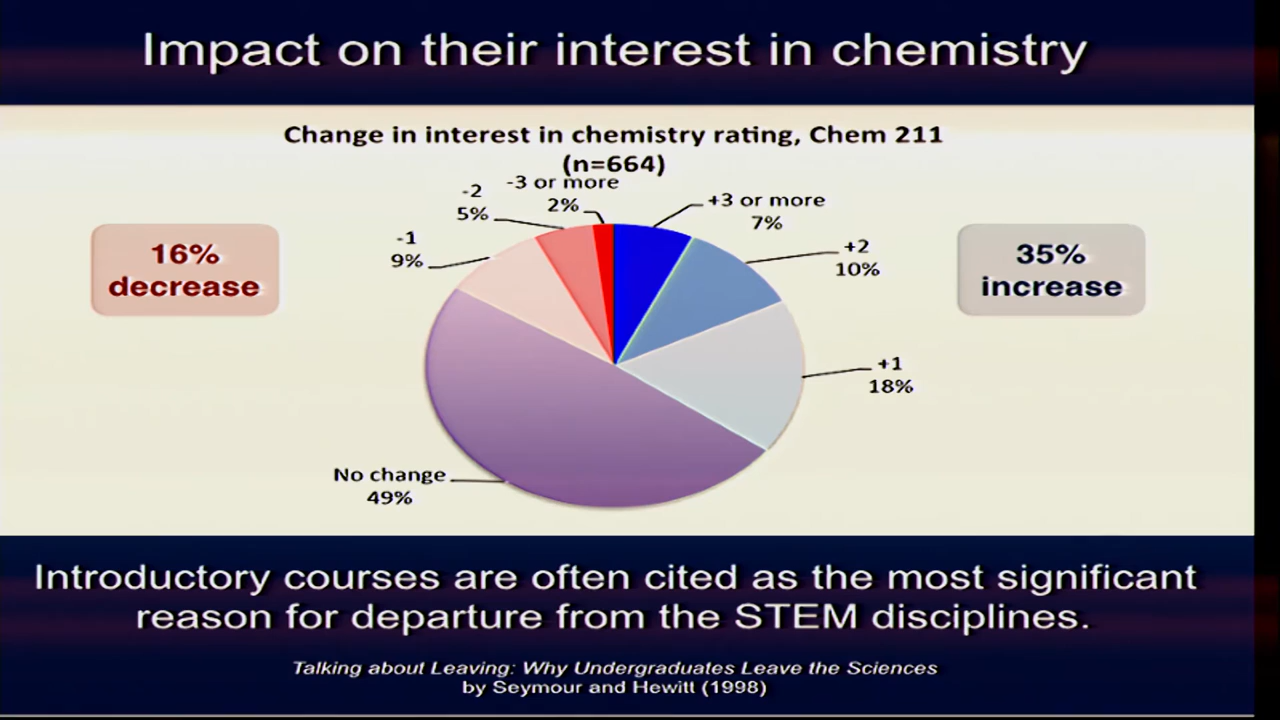 Impact on their interest in chemistry
Change in interest in chemistry rating, Chem 211
(n=664)
-3 or more
2%
-2
5%
-1
9%
+3 or more
7%
+2
10%
+1
18%
No change
49%
16%
decrease
35%
increase
Introductory courses are often cited as the most significant
reason for departure from the STEM disciplines.
Talking about Leaving: Why Undergraduates Leave the Sciences
by Seymour and Hewitt (1998)